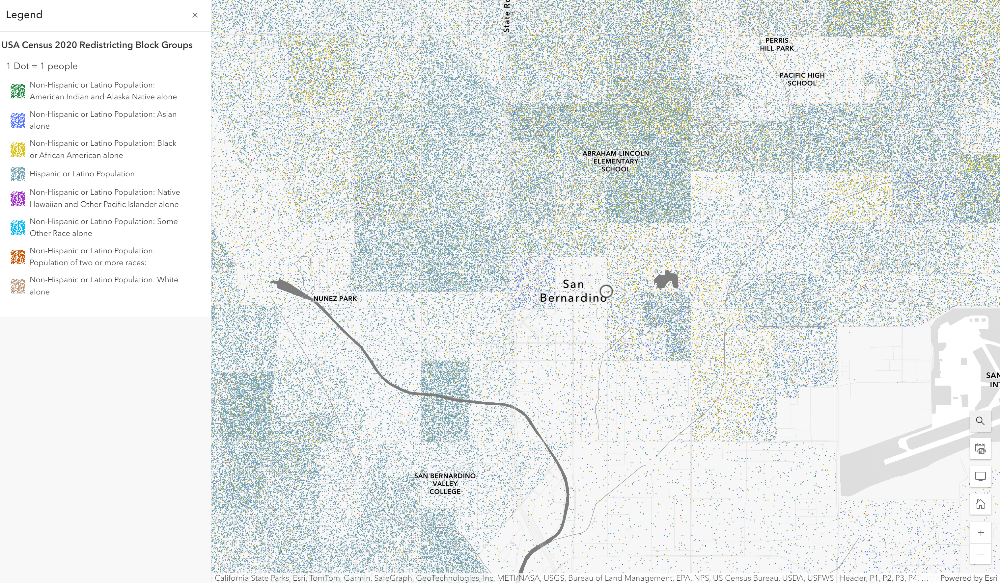 Legend
USA Census 2020 Redistricting Block Groups
1 Dot = 1 people
Non-Hispanic or Latino Population:
American Indian and Alaska Native alone
Non-Hispanic or Latino Population: Asian
alone
Non-Hispanic or Latino Population: Black
or African American alone
Hispanic or Latino Population
Non-Hispanic or Latino Population: Native
Hawaiian and Other Pacific Islander alone
Non-Hispanic or Latino Population: Some
Other Race alone
Non-Hispanic or Latino Population:
Population of two or more races:
Non-Hispanic or Latino Population: White
alone
State Ro
PERRIS
HILL PARK
PACIFIC HIGH
SCHOOL
ABRAHAM LINCOLN
ELEMENTARY
SCHOOL
San
Bernardino
NUNEZ PARK
SAN
INT
SAN BERNARDINO
VALLEY
COLLEGE
California State Parks, Esri, TomTom, Garmin, SafeGraph, GeoTechnologies, Inc, METI/NASA, USGS, Bureau of Land Management, EPA, NPS, US Census Bureau, USDA, USFWS | Header, P1, P2, P3, P4, ... Powered by Esri